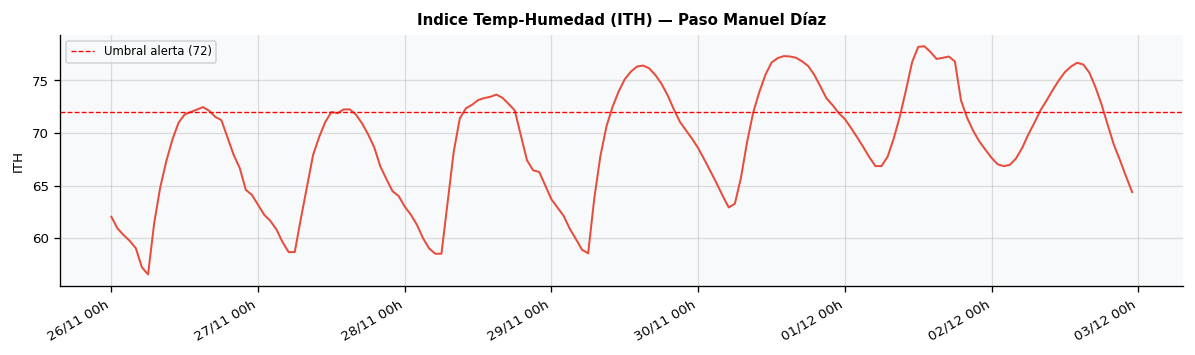 Indice Temp-Humedad (ITH) — Paso Manuel Díaz
Umbral alerta (72)
75
70
65
60
ITH
26/11 00h
27/11 00h
28/11 00h
29/11 00h
30/11 00h
01/12 00h
02/12 00h
03/12 00h